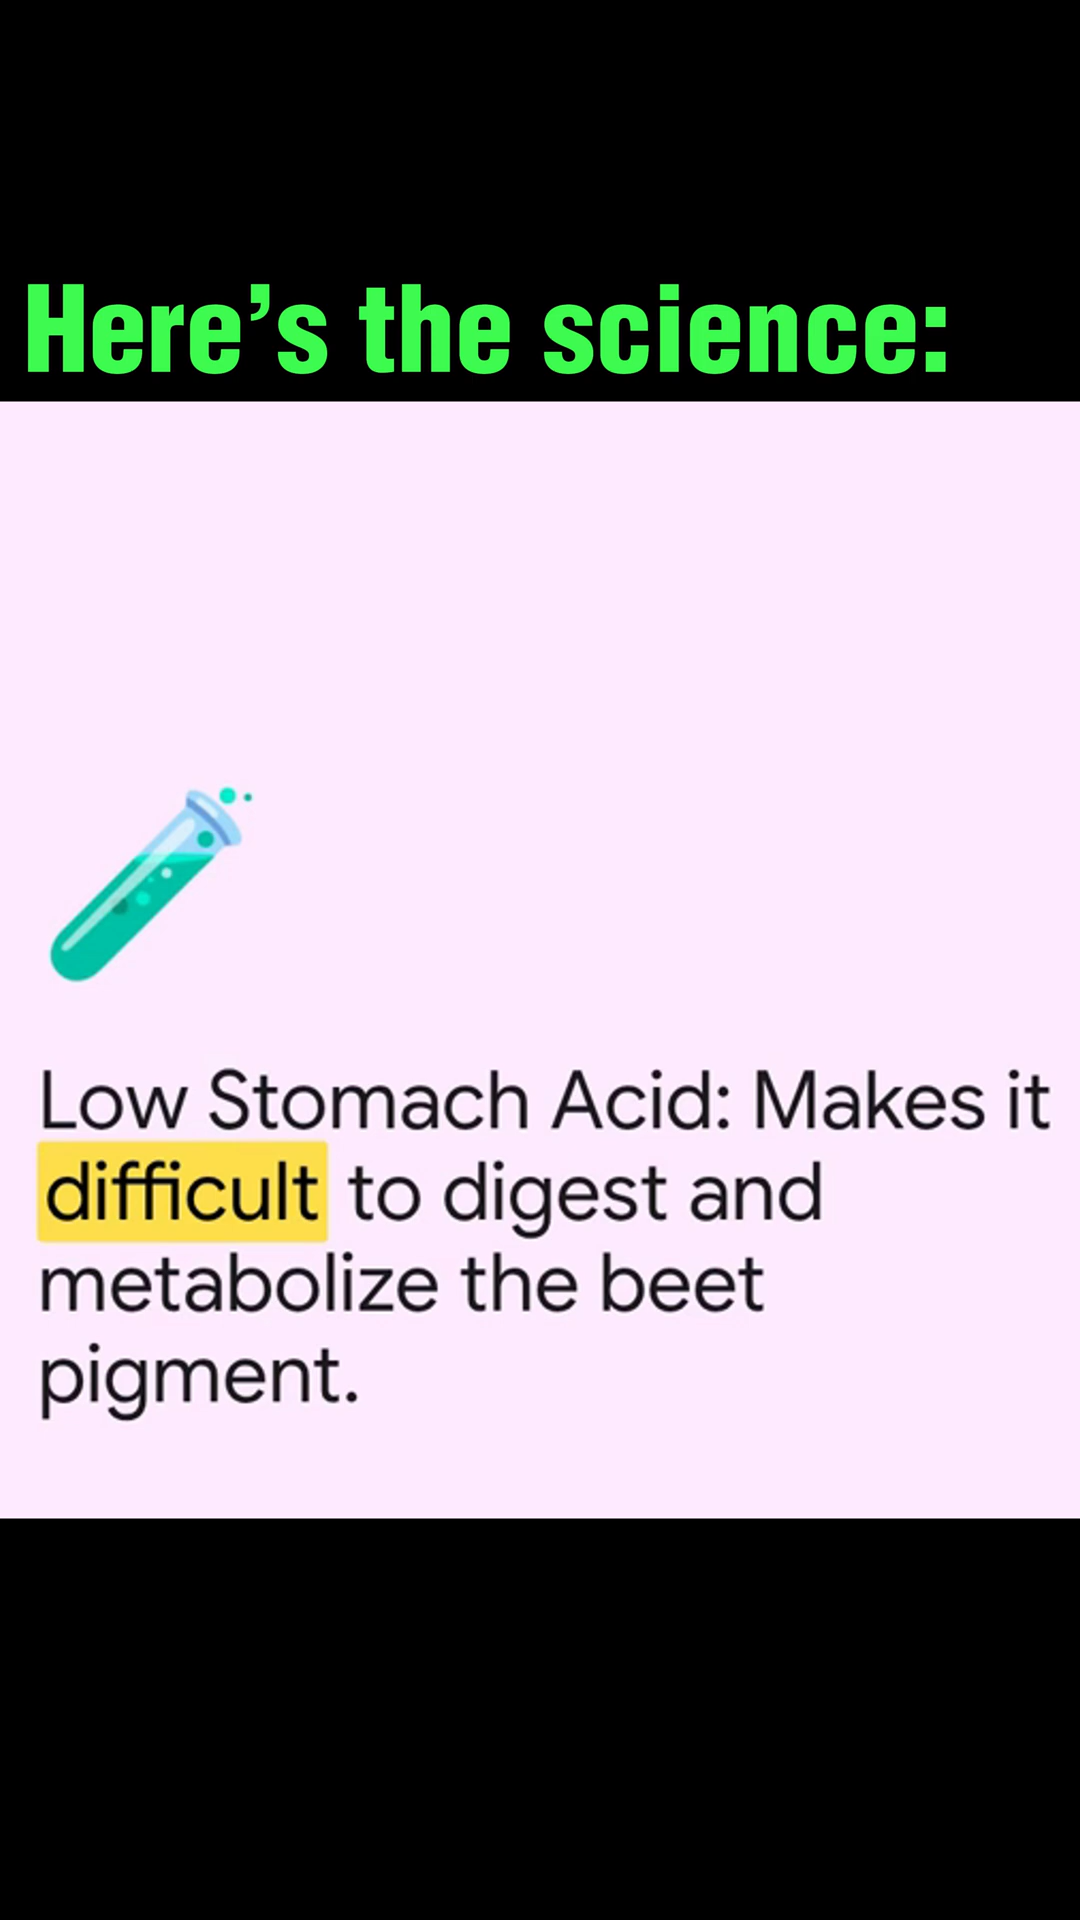 Here’s the science:
Low Stomach Acid: Makes it
difficult to digest and
metabolize the beet
pigment.